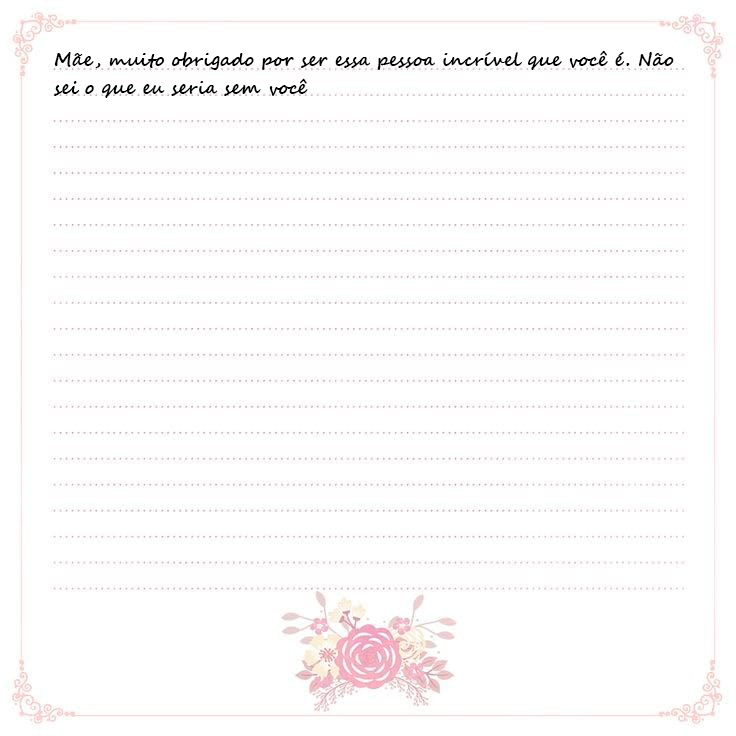 Mãe, muito obrigado por ser essa pessoa incrível que você é. Não
sei o que eu seria sem você